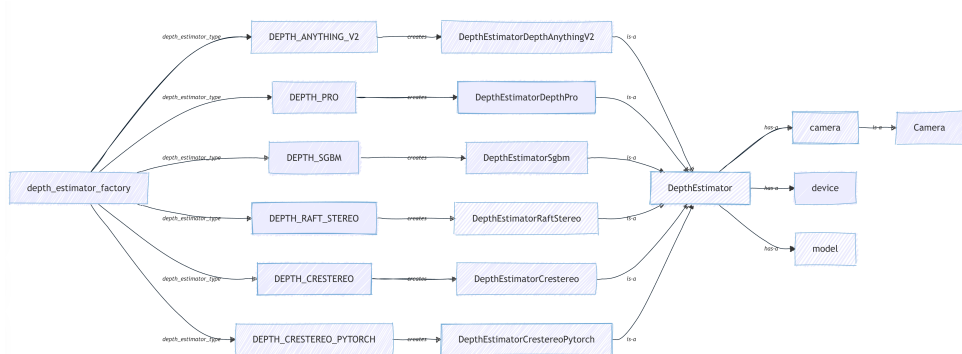 depth_estimator_type DEPTH_ANYTHING_V2 creates DepthEstimatorDepthAnythingV2 is-a
depth_estimator_type DEPTH_PRO creates DepthEstimatorDepthPro is-a
has-a camera is-a Camera
depth_estimator_type DEPTH_SGBM creates DepthEstimatorSgbm is-a
depth_estimator_factory DepthEstimator has-a device
depth_estimator_type DEPTH_RAFT_STEREO creates DepthEstimatorRaftStereo is-a
has-a model
depth_estimator_type DEPTH_CRESTEREO creates DepthEstimatorCrestereo is-a
depth_estimator_type DEPTH_CRESTEREO_PYTORCH creates DepthEstimatorCrestereoPytorch is-a